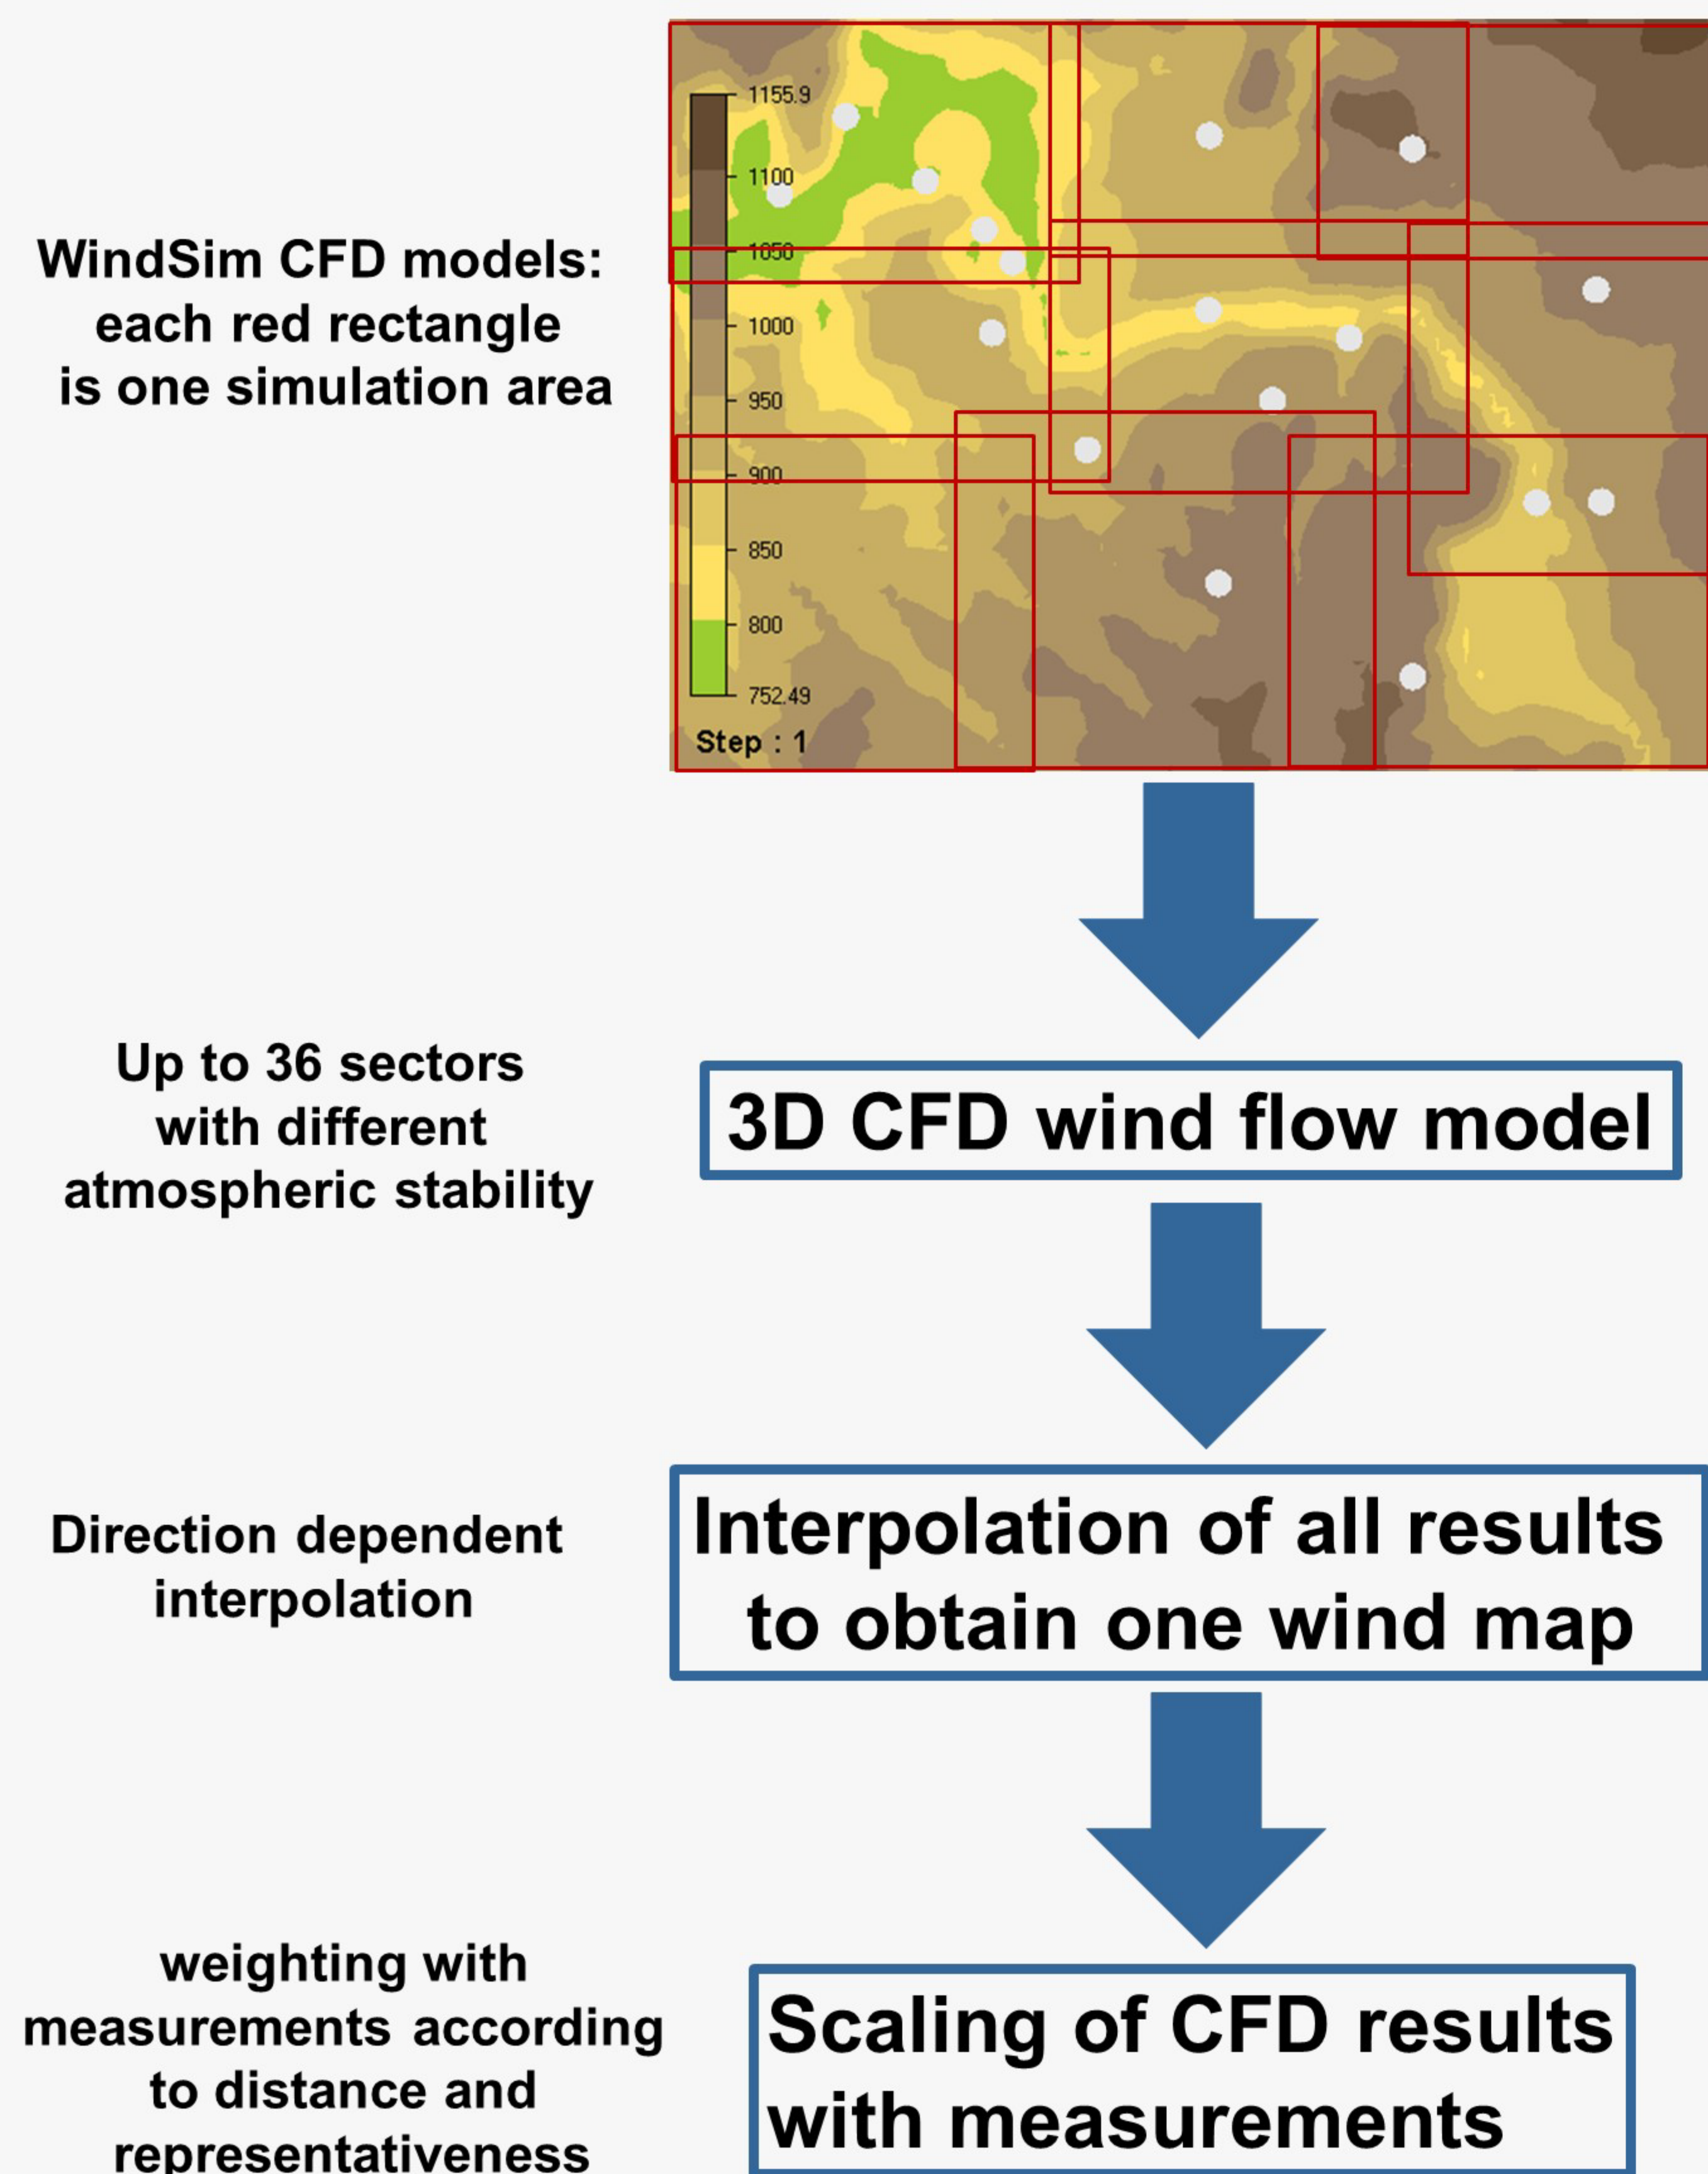 WindSim CFD models:
each red rectangle
is one simulation area
1155.9
1100
1050
1000
950
900
850
800
752.49
Step : 1
Up to 36 sectors
with different
atmospheric stability
3D CFD wind flow model
Direction dependent
interpolation
Interpolation of all results
to obtain one wind map
weighting with
measurements according
to distance and
representativeness
Scaling of CFD results
with measurements